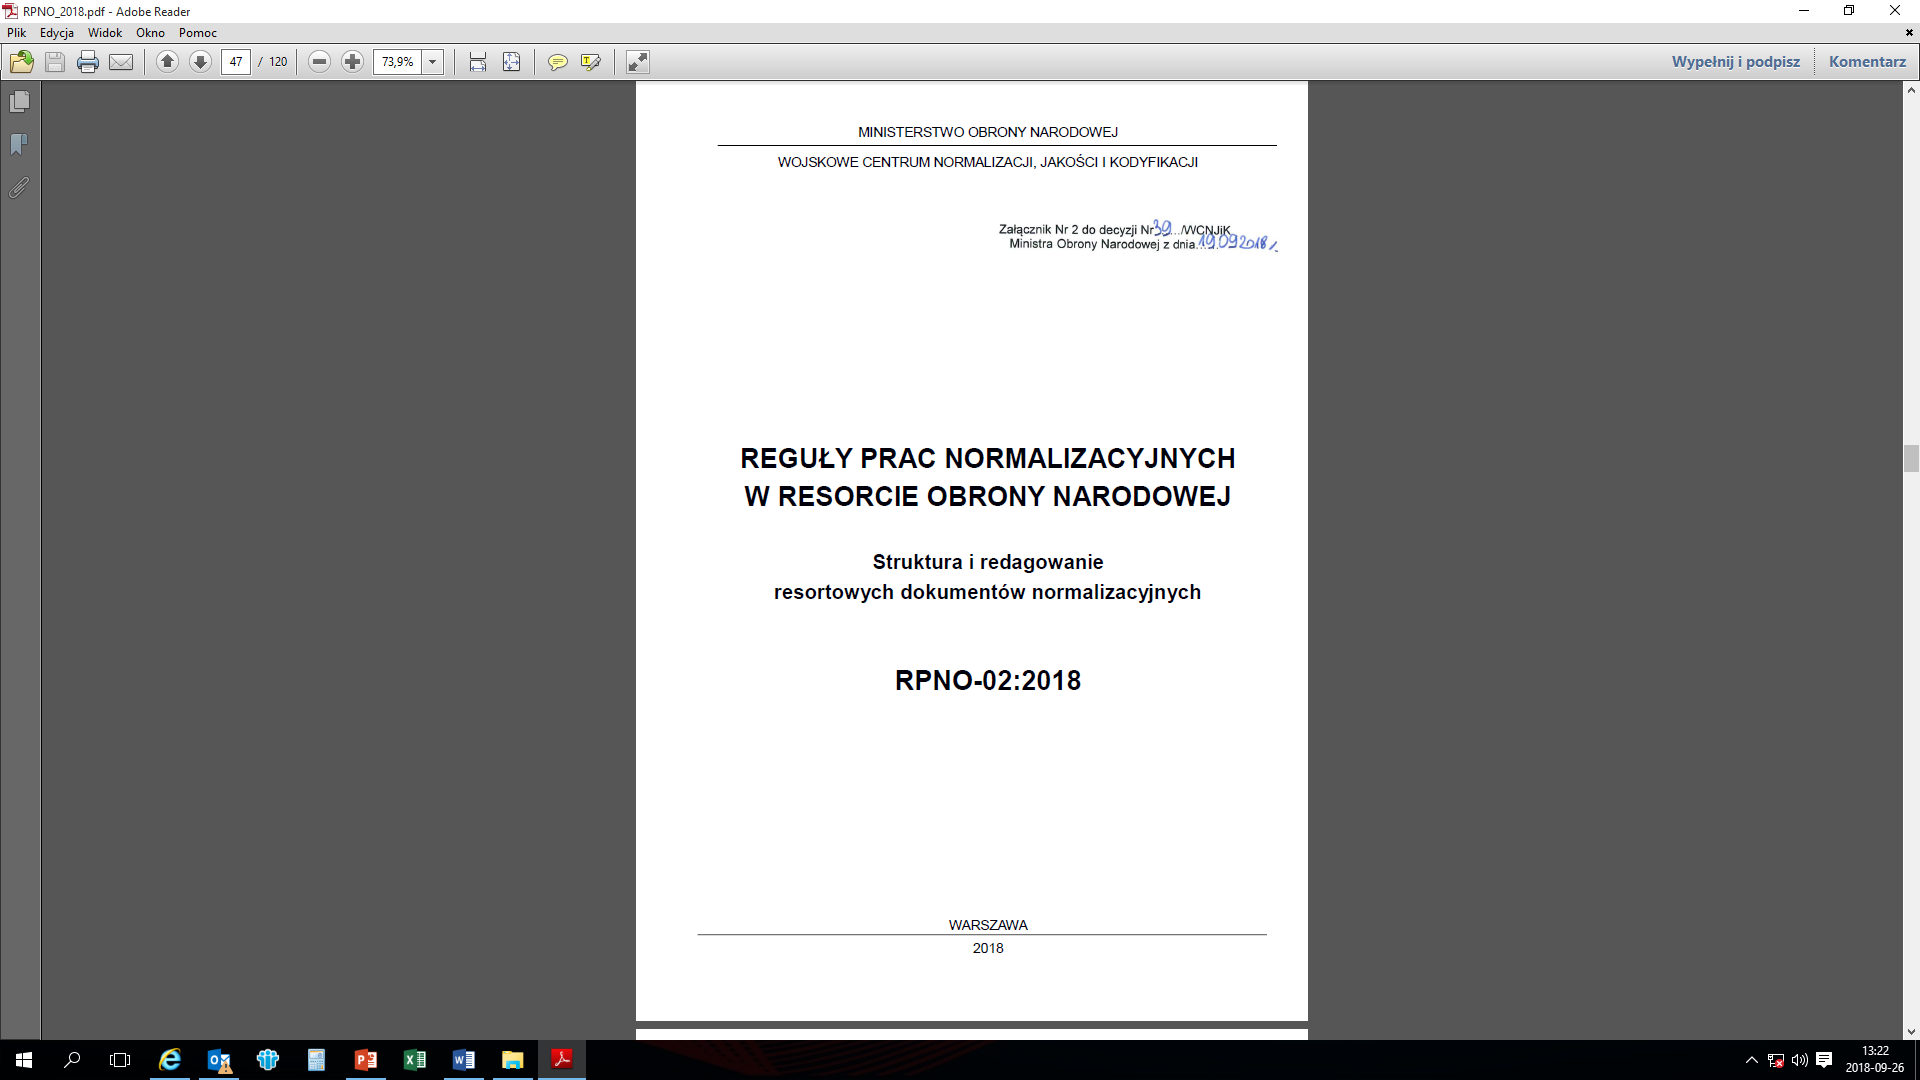 RPNO_2018.pdf - Adobe Reader
Plik Edycja Widok Okno Pomoc
47 / 120 73,9% Wypełnij i podpisz Komentarz
MINISTERSTWO OBRONY NARODOWEJ
WOJSKOWE CENTRUM NORMALIZACJI, JAKOŚCI I KODYFIKACJI
Załącznik Nr 2 do decyzji Nr 39.../WCNJiK
Ministra Obrony Narodowej z dnia 19.09.2018 r.
REGUŁY PRAC NORMALIZACYJNYCH
W RESORCIE OBRONY NARODOWEJ
Struktura i redagowanie
resortowych dokumentów normalizacyjnych
RPNO-02:2018
WARSZAWA
2018
13:22
2018-09-26